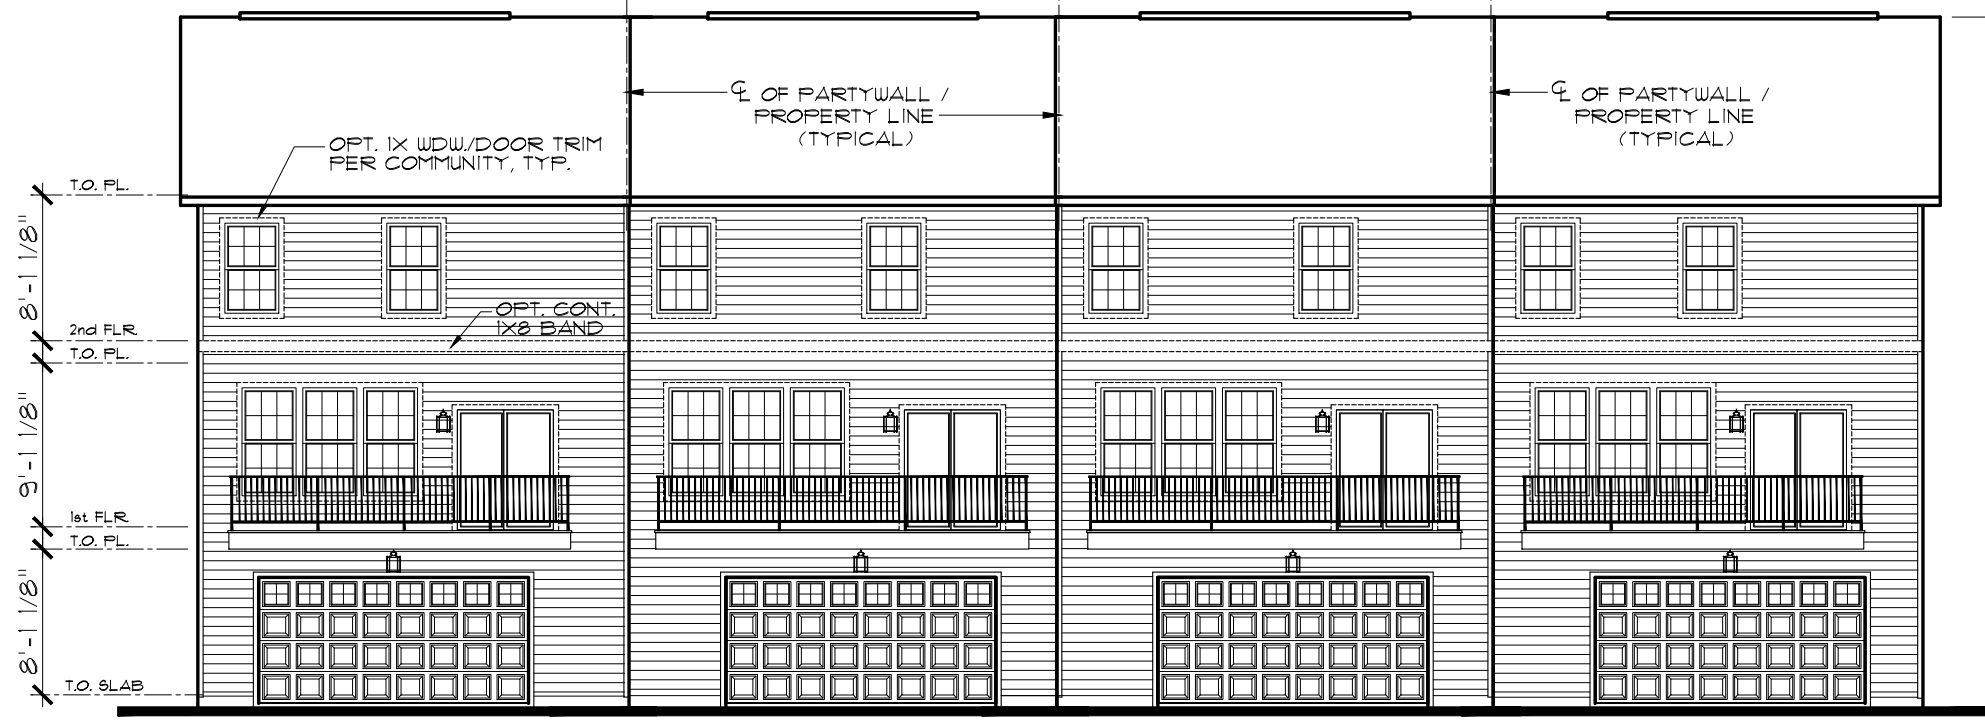 ℄ OF PARTYWALL /
PROPERTY LINE
(TYPICAL)
℄ OF PARTYWALL /
PROPERTY LINE
(TYPICAL)
OPT. 1X WDW./DOOR TRIM
PER COMMUNITY, TYP.
T.O. PL.
8'-1 1/8"
OPT. CONT.
1X8 BAND
2nd FLR.
T.O. PL.
9'-1 1/8"
1st FLR.
T.O. PL.
8'-1 1/8"
T.O. SLAB